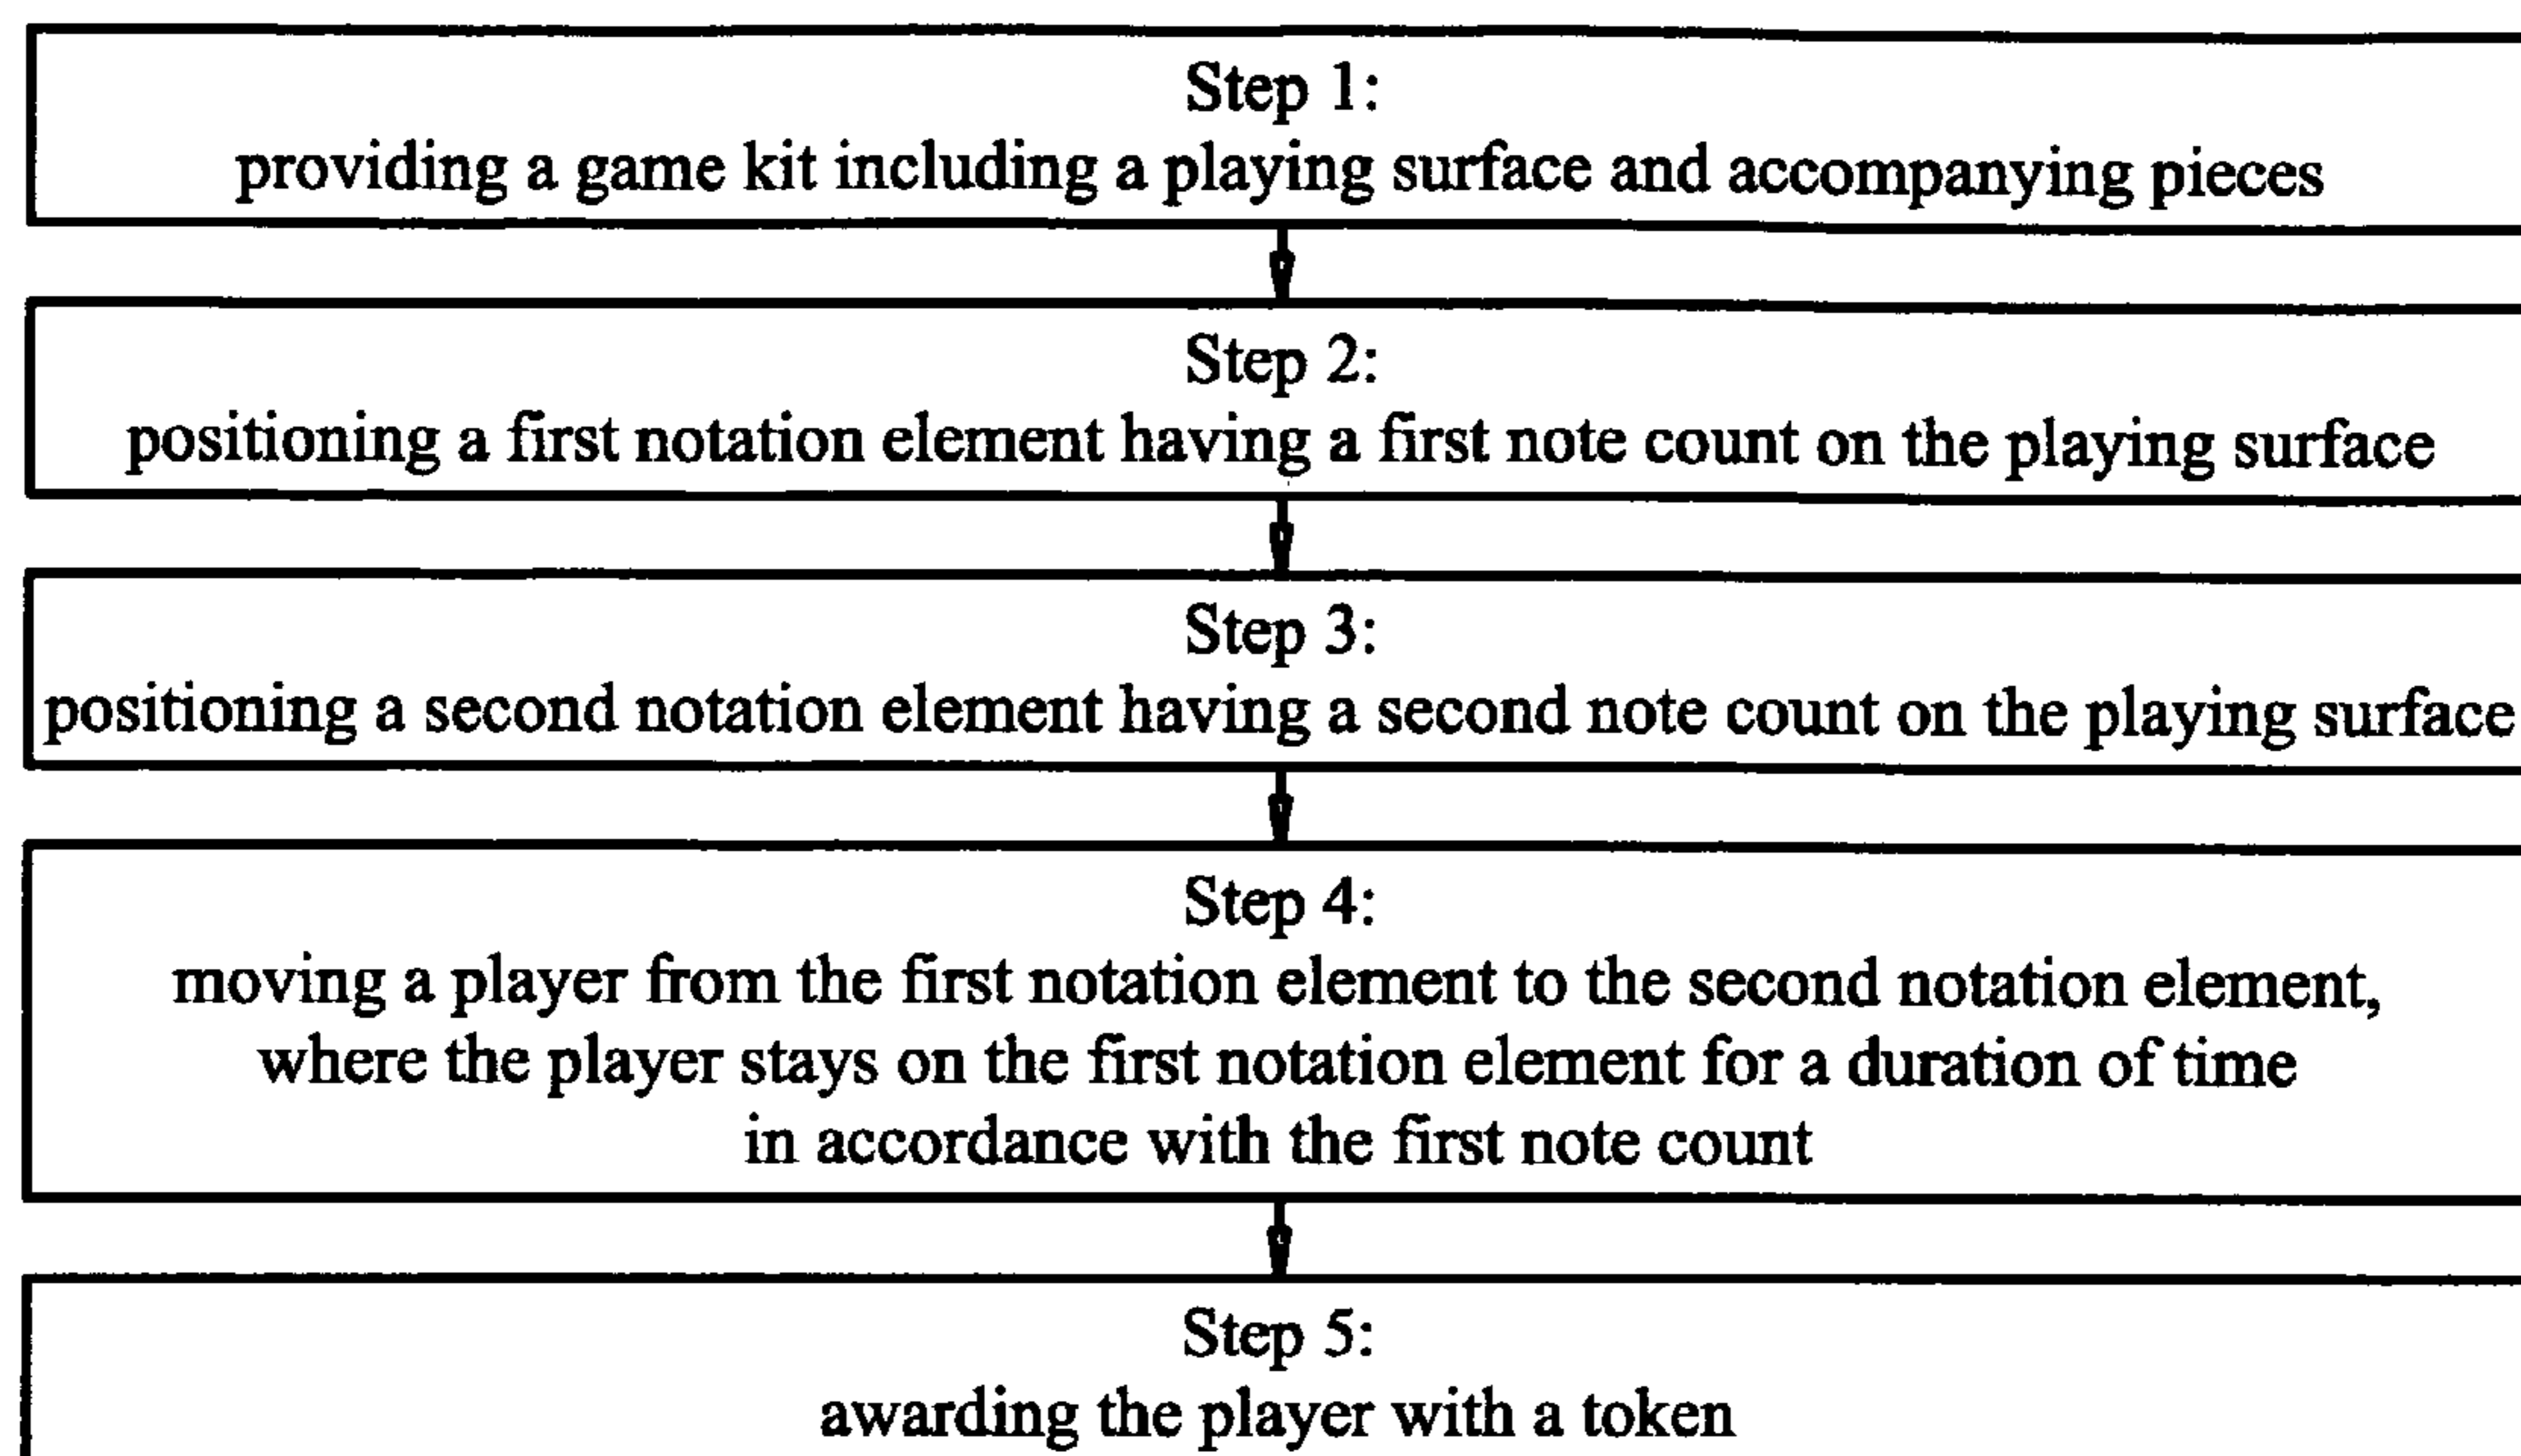 Step 1:
providing a game kit including a playing surface and accompanying pieces
Step 2:
positioning a first notation element having a first note count on the playing surface
Step 3:
positioning a second notation element having a second note count on the playing surface
Step 4:
moving a player from the first notation element to the second notation element,
where the player stays on the first notation element for a duration of time
in accordance with the first note count
Step 5:
awarding the player with a token